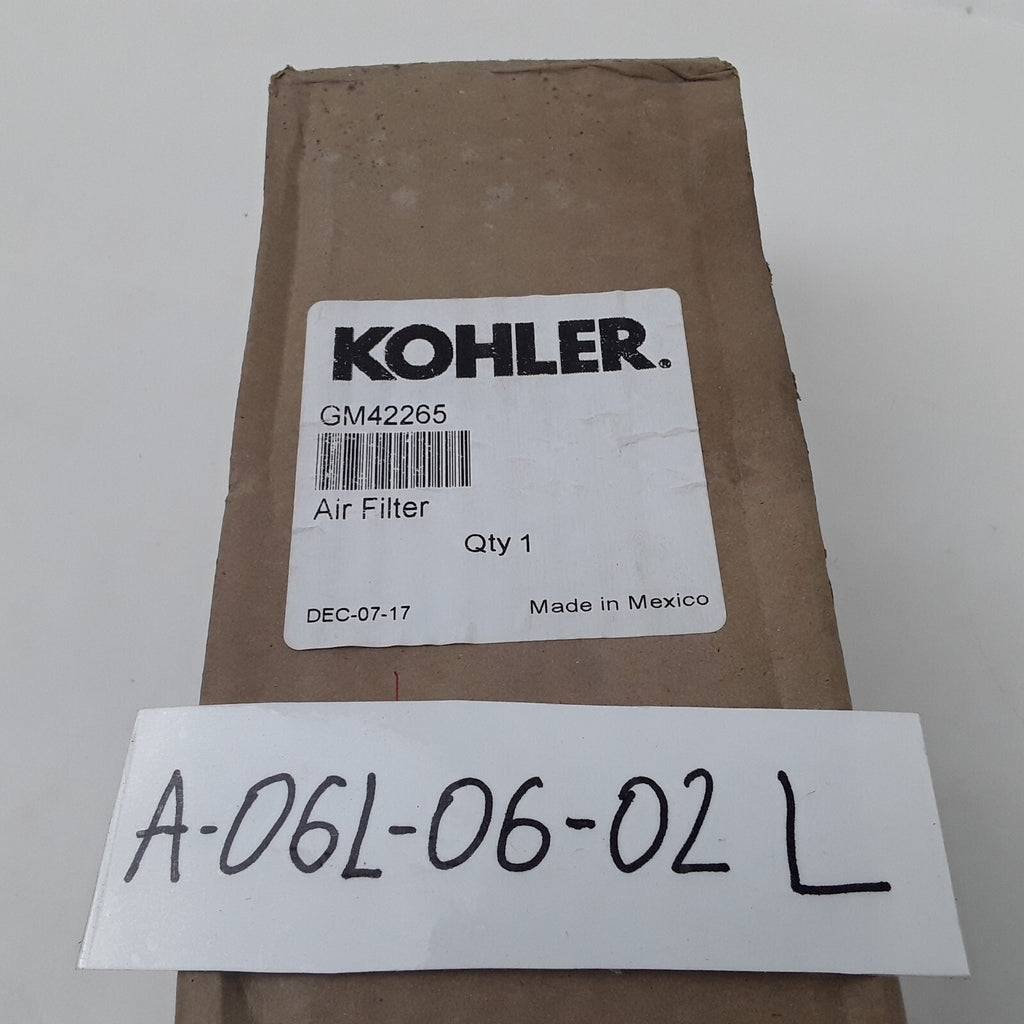 KOHLER®
GM42265
Air Filter
Qty 1
DEC-07-17 Made in Mexico
A-06L-06-02 L